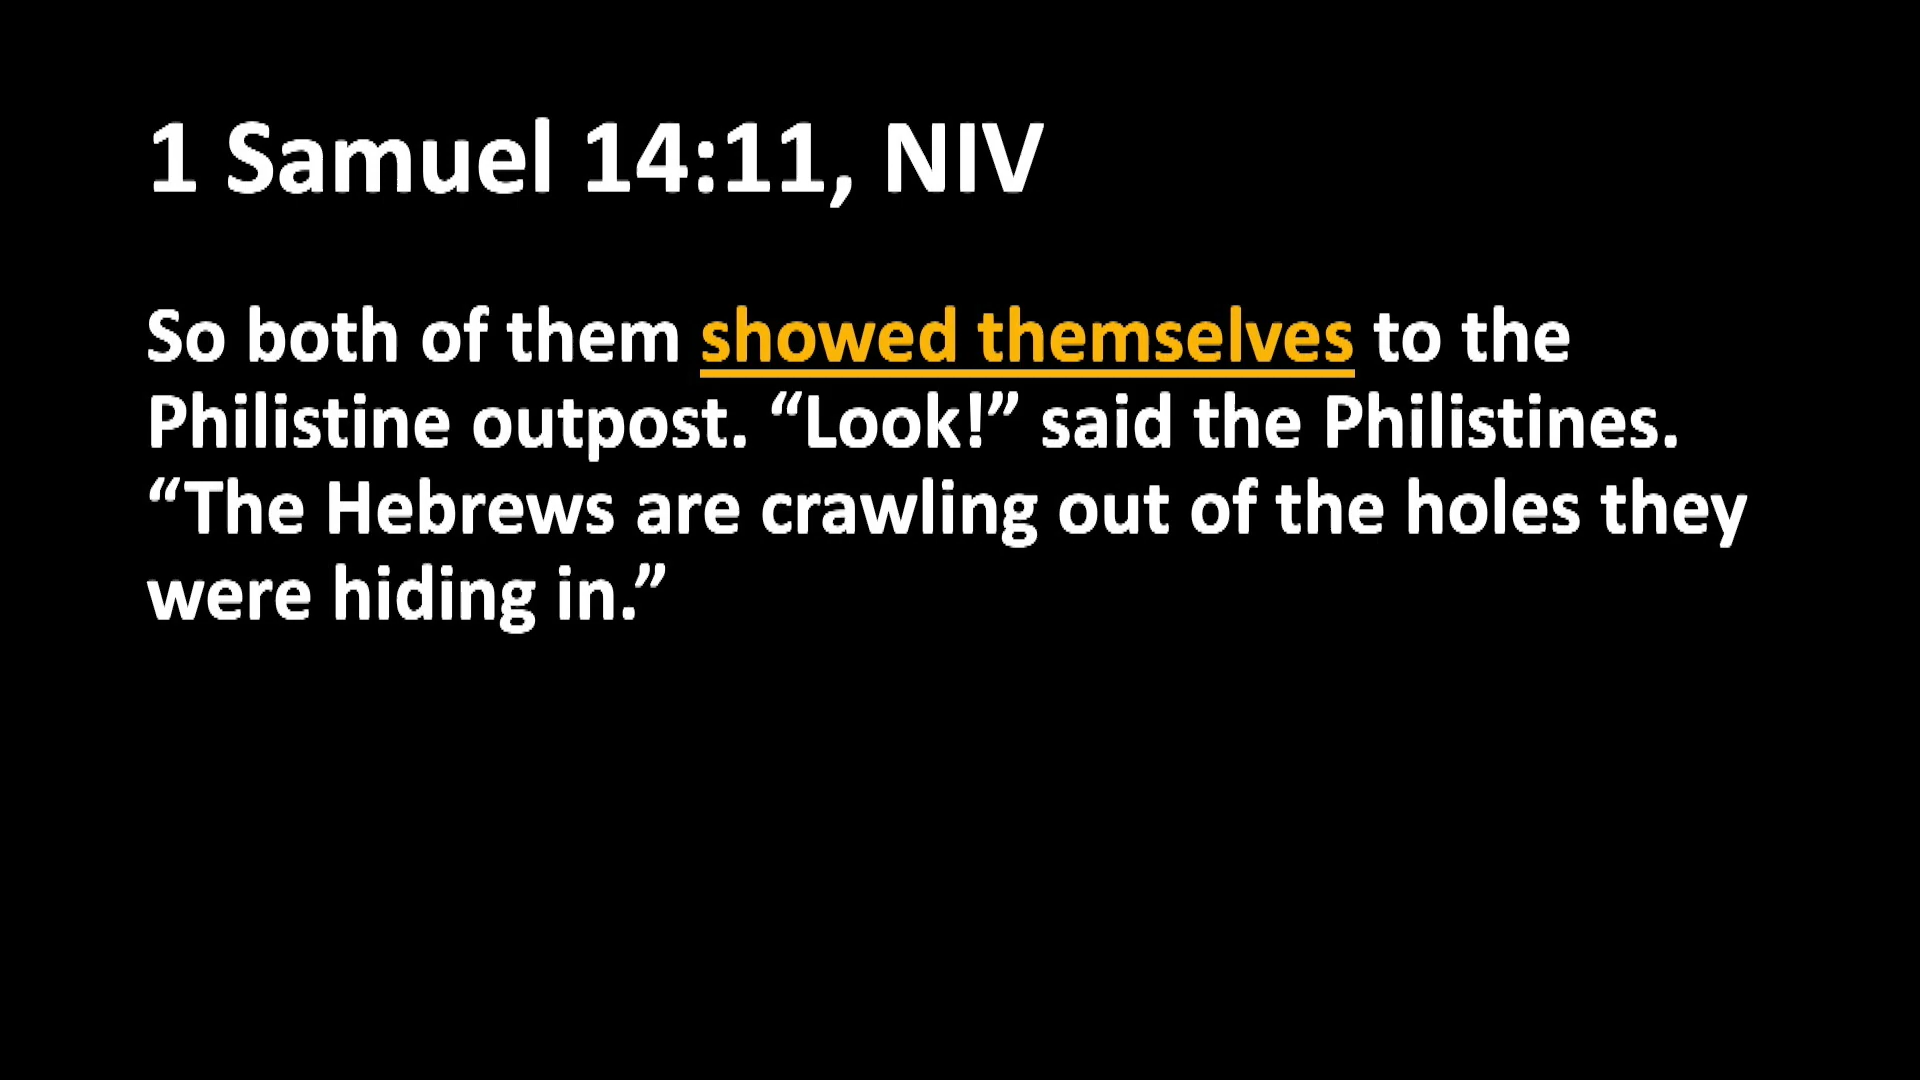 1 Samuel 14:11, NIV
So both of them showed themselves to the
Philistine outpost. “Look!” said the Philistines.
“The Hebrews are crawling out of the holes they
were hiding in.”